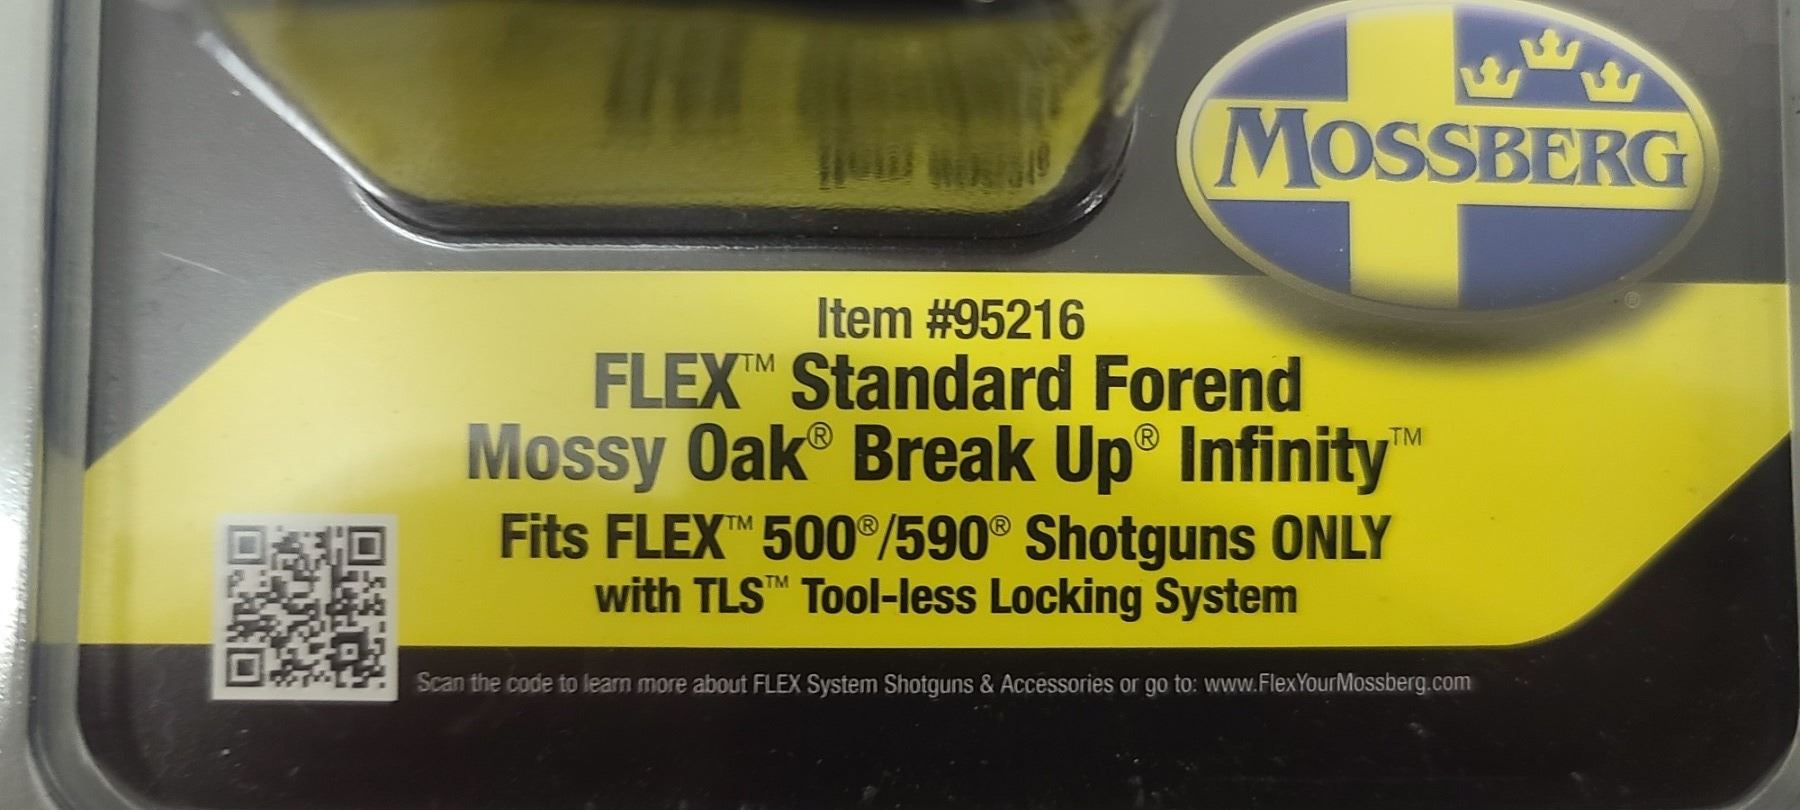 MOSSBERG
®
Item #95216
FLEX™ Standard Forend
Mossy Oak® Break Up® Infinity™
Fits FLEX™ 500®/590® Shotguns ONLY
with TLS™ Tool-less Locking System
Scan the code to learn more about FLEX System Shotguns & Accessories or go to: www.FlexYourMossberg.com